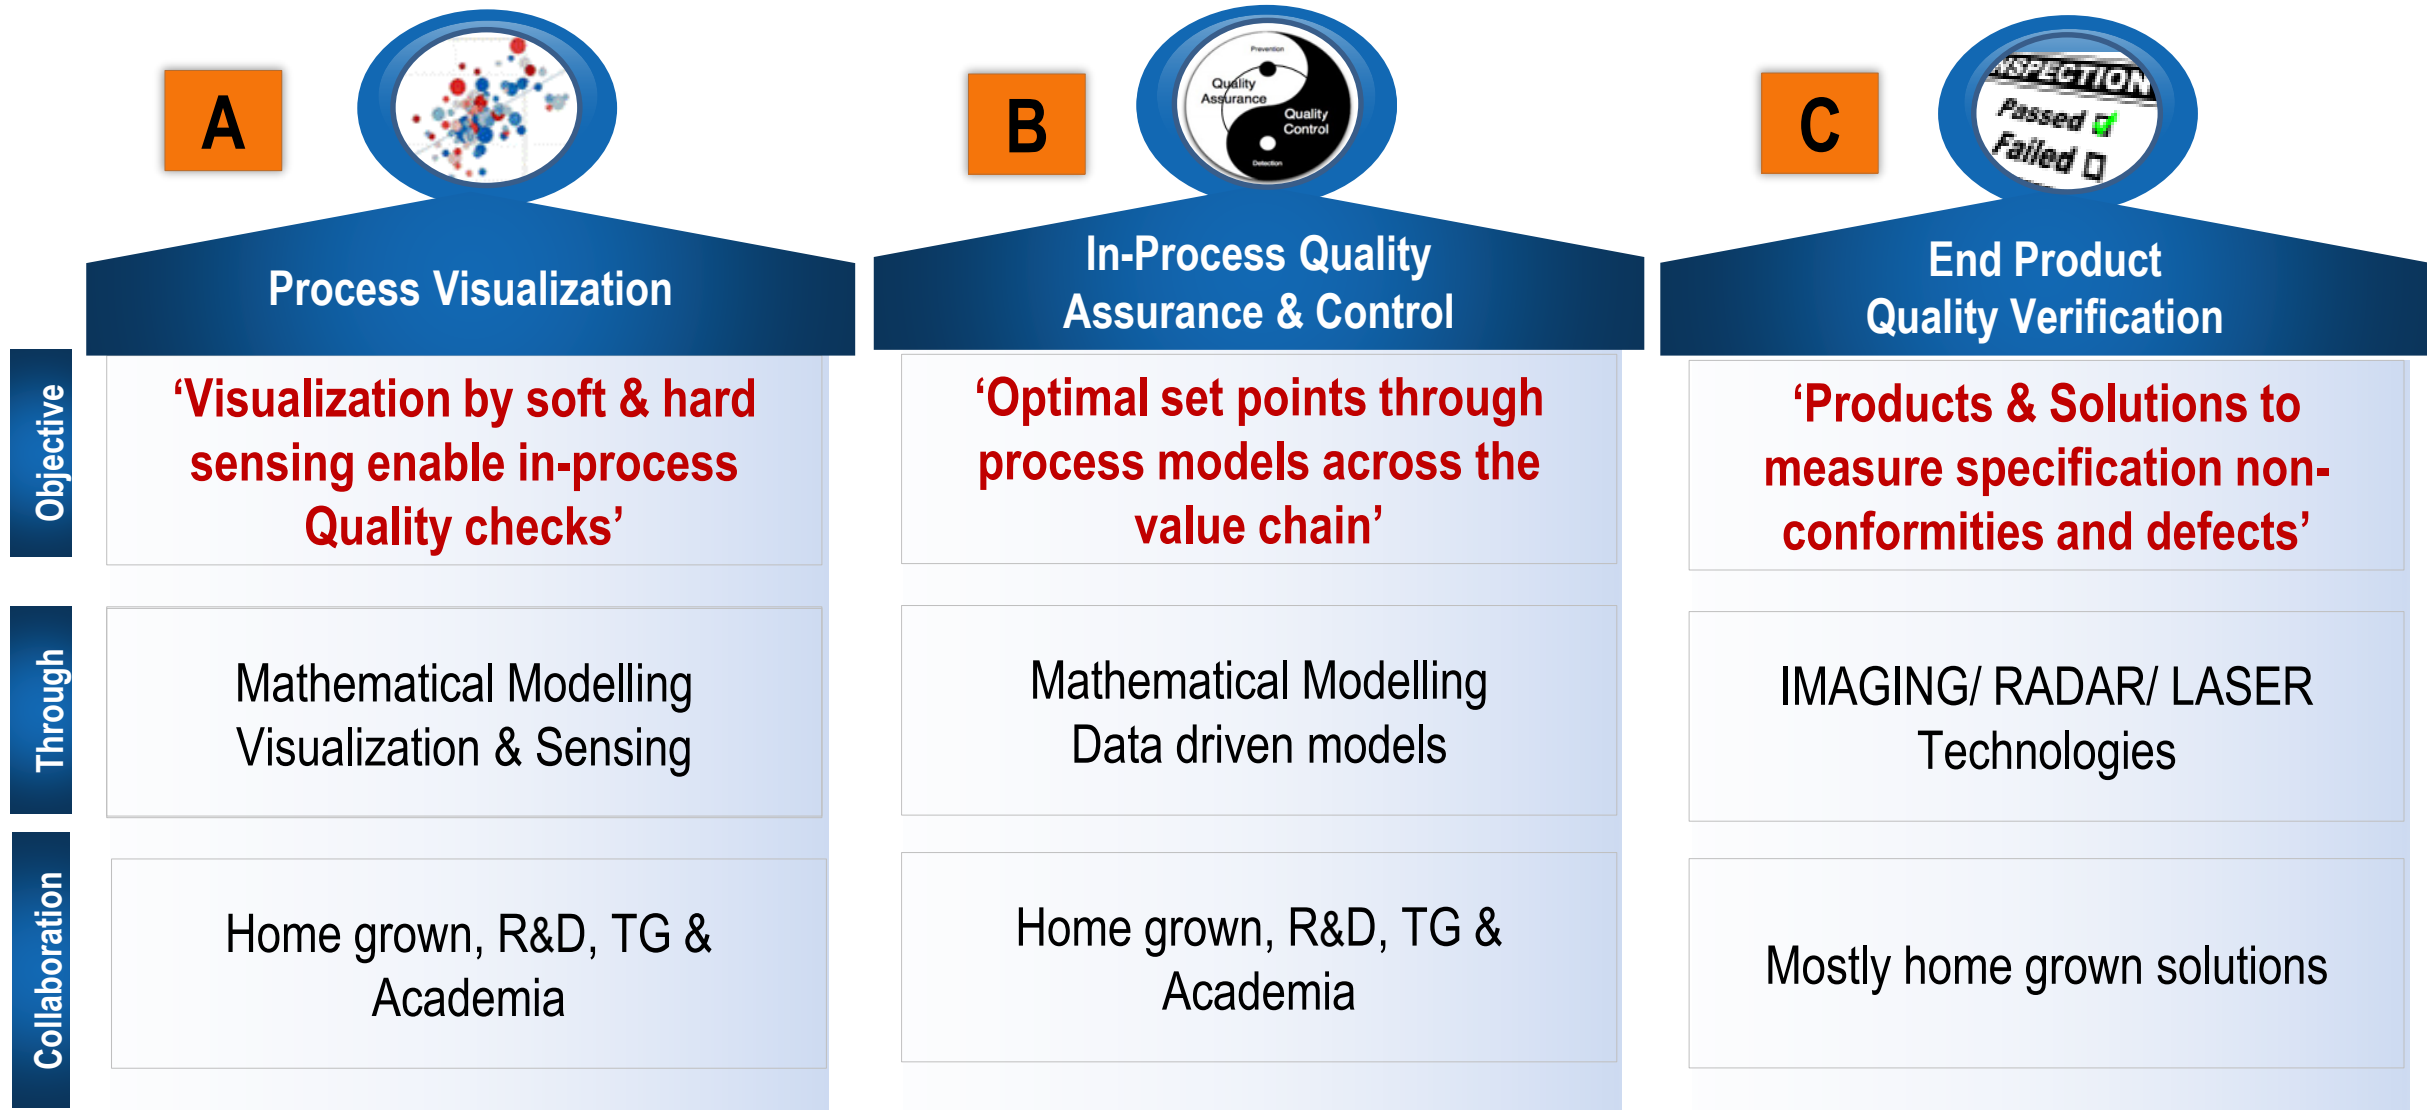 A
B
Prevention
Quality
Assurance
Quality
Control
Detection
C
INSPECTION
Passed
Failed
Process Visualization
In-Process Quality
Assurance & Control
End Product
Quality Verification
Objective
‘Visualization by soft & hard
sensing enable in-process
Quality checks’
‘Optimal set points through
process models across the
value chain’
‘Products & Solutions to
measure specification non-
conformities and defects’
Through
Mathematical Modelling
Visualization & Sensing
Mathematical Modelling
Data driven models
IMAGING/ RADAR/ LASER
Technologies
Collaboration
Home grown, R&D, TG &
Academia
Home grown, R&D, TG &
Academia
Mostly home grown solutions